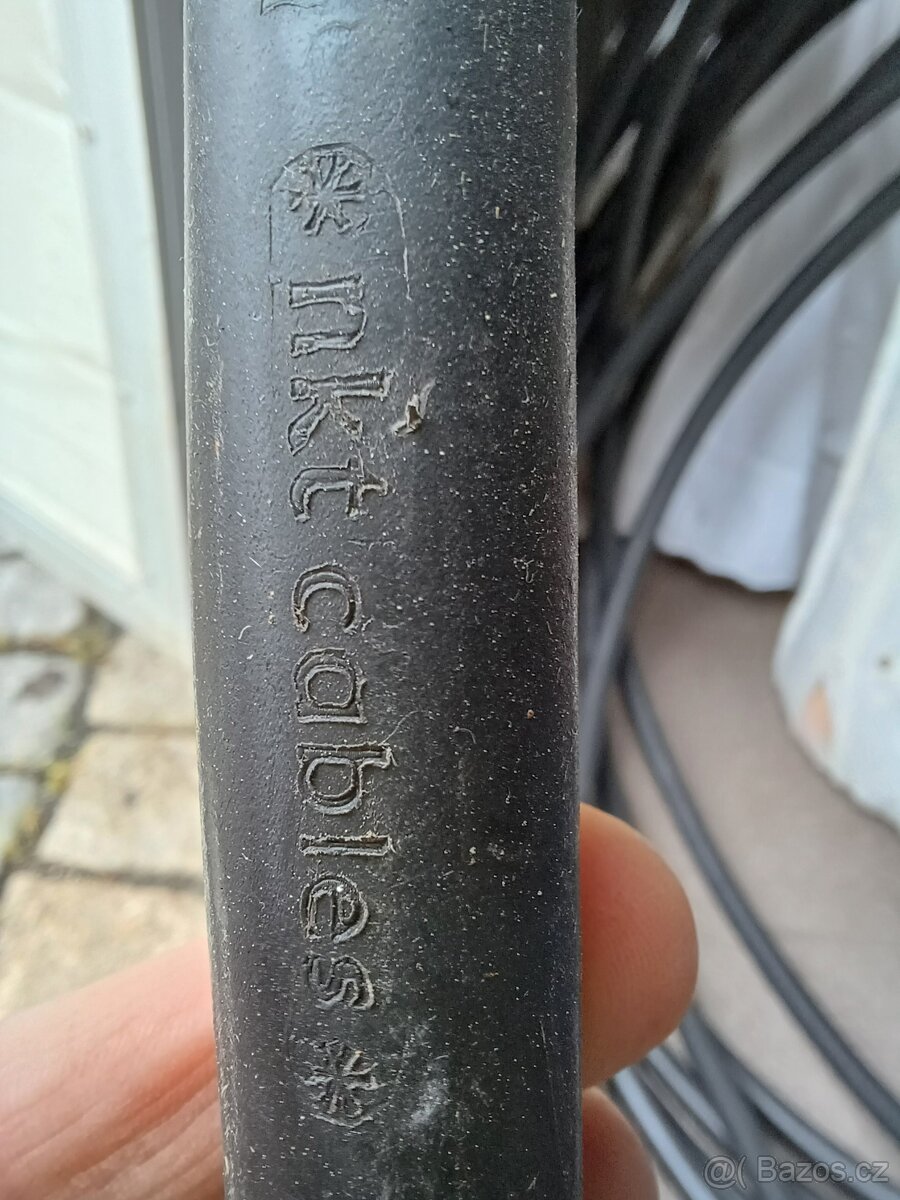 nkt cables
@( Bazos.cz